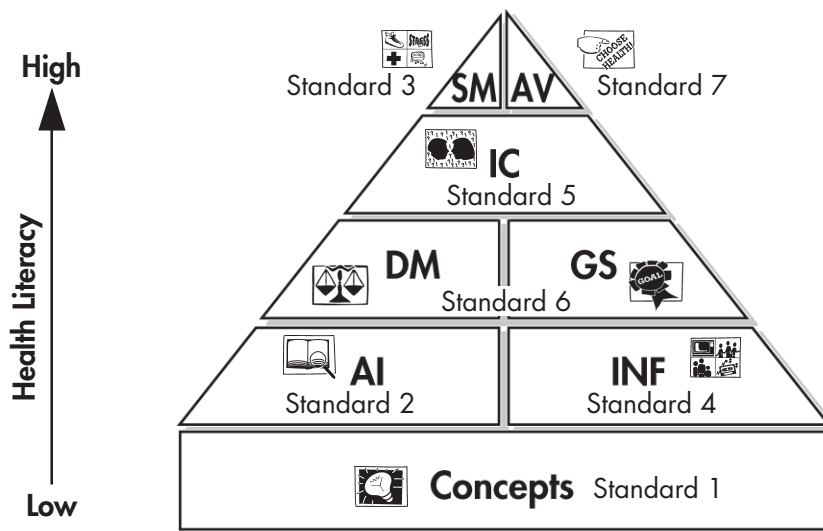 STRESS
CHOOSE
HEALTH!
High
Standard 3
SM
AV
Standard 7
IC
Standard 5
Health Literacy
DM
GS
GOAL
Standard 6
AI
INF
Standard 2
Standard 4
Concepts Standard 1
Low